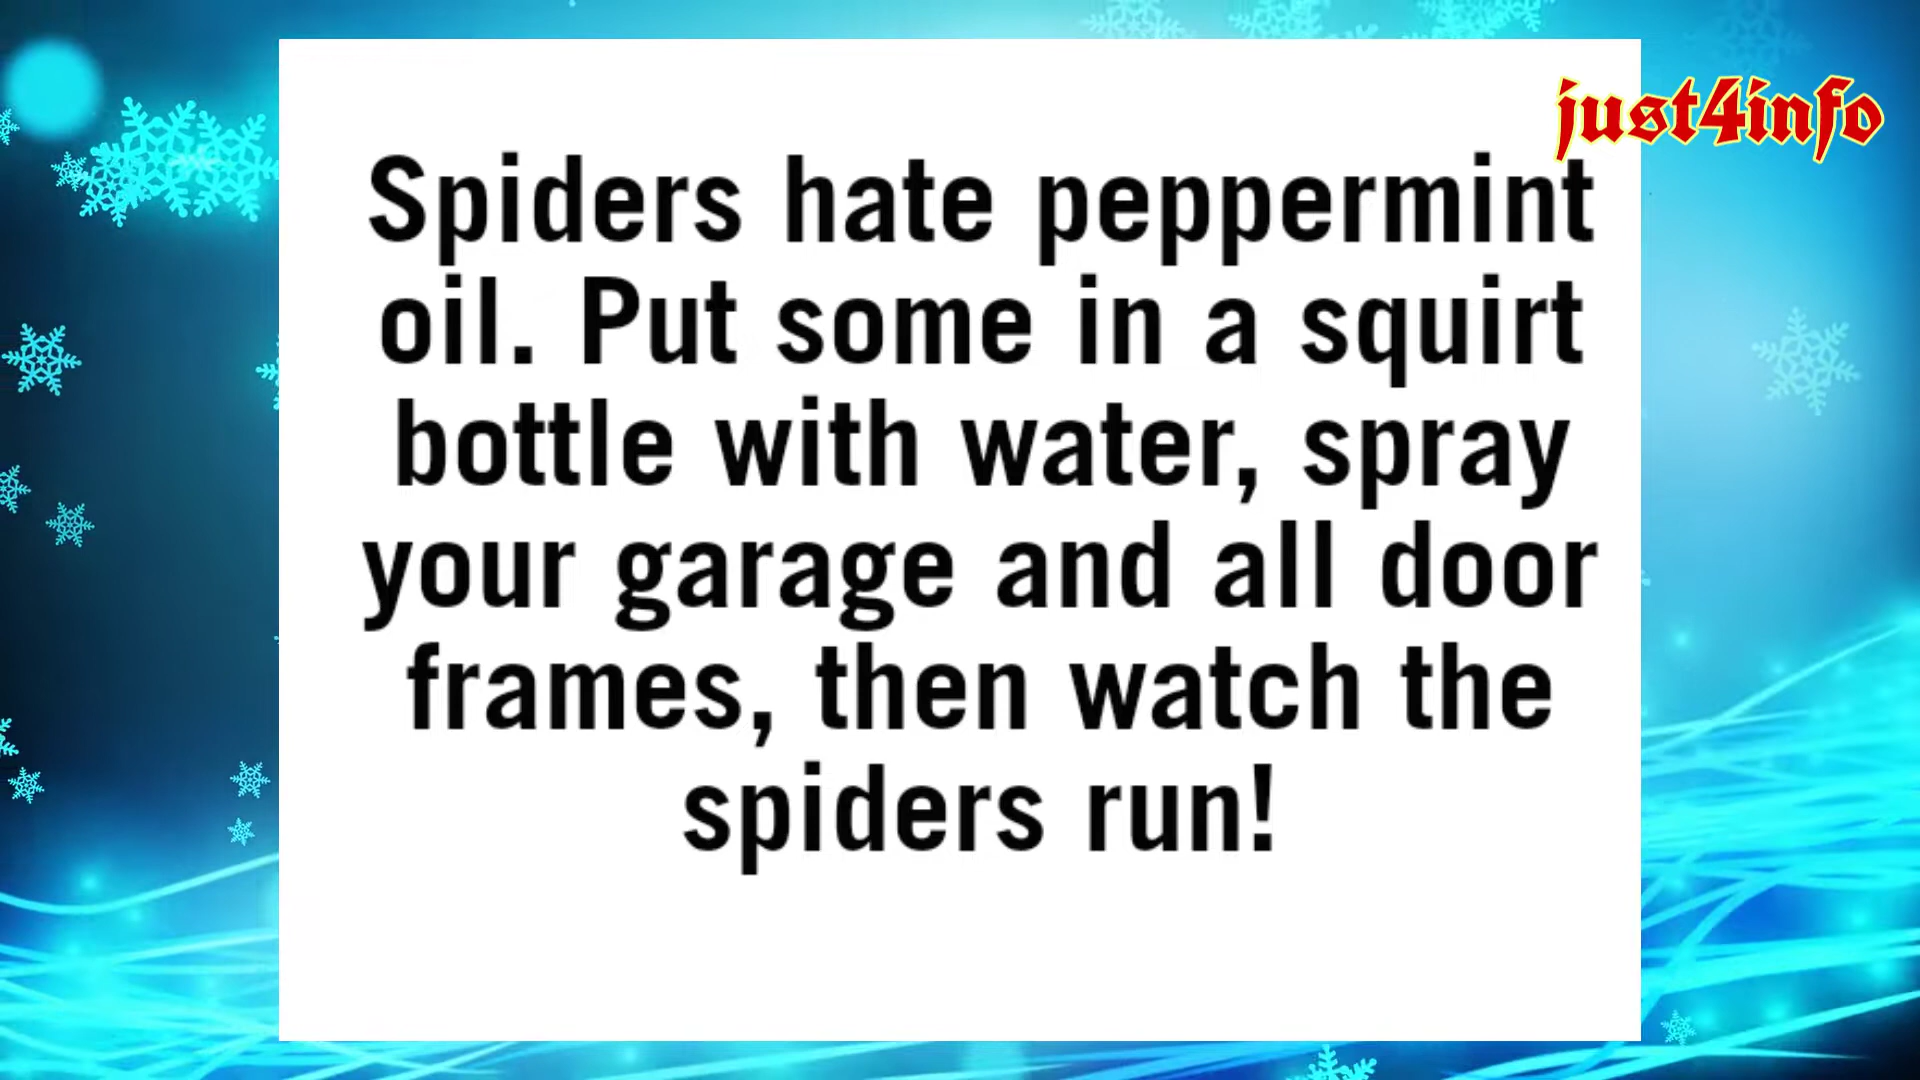 just4info
Spiders hate peppermint
oil. Put some in a squirt
bottle with water, spray
your garage and all door
frames, then watch the
spiders run!